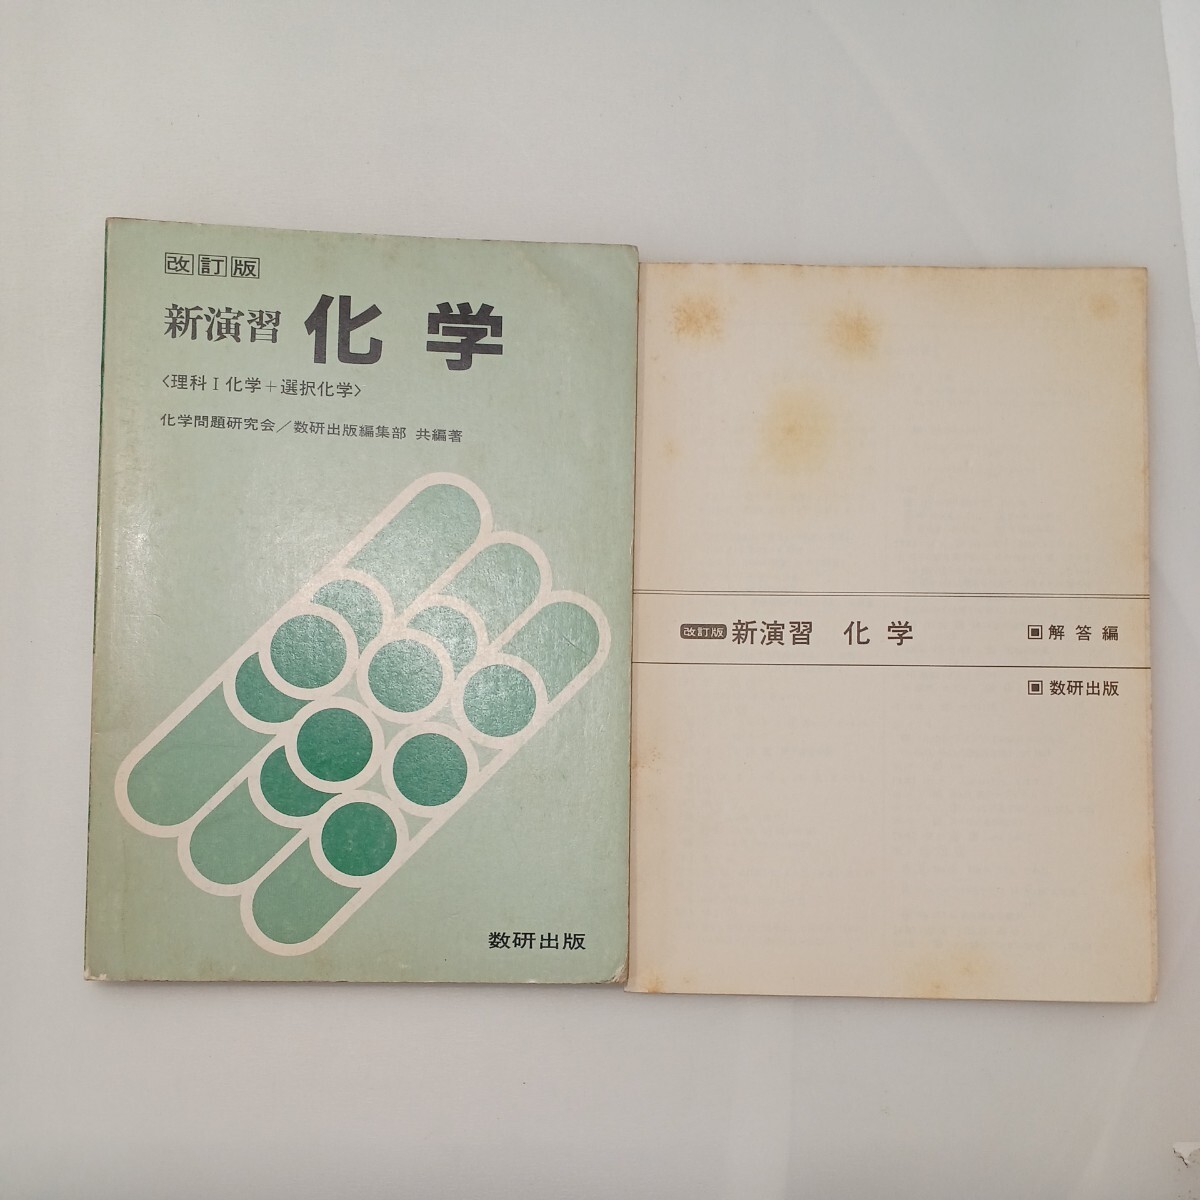 改訂版
新演習 化学
〈理科Ⅰ化学+選択化学〉
化学問題研究会/数研出版編集部 共編著
数研出版
改訂版 新演習 化学 ▣ 解答編
▣ 数研出版